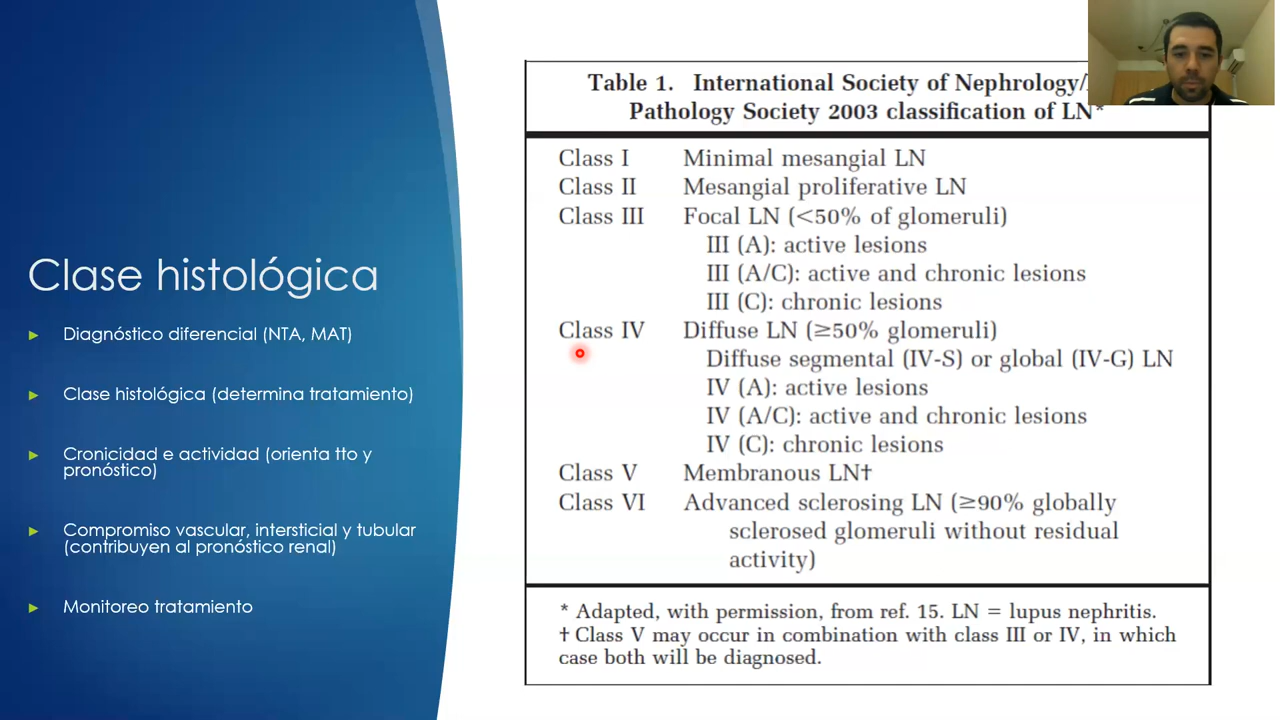 Clase histológica
Diagnóstico diferencial (NTA, MAT)
Clase histológica (determina tratamiento)
Cronicidad e actividad (orienta tto y
pronóstico)
Compromiso vascular, intersticial y tubular
(contribuyen al pronóstico renal)
Monitoreo tratamiento
Table 1. International Society of Nephrology/
Pathology Society 2003 classification of LN*
Class I Minimal mesangial LN
Class II Mesangial proliferative LN
Class III Focal LN (<50% of glomeruli)
III (A): active lesions
III (A/C): active and chronic lesions
III (C): chronic lesions
Class IV Diffuse LN (≥50% glomeruli)
Diffuse segmental (IV-S) or global (IV-G) LN
IV (A): active lesions
IV (A/C): active and chronic lesions
IV (C): chronic lesions
Class V Membranous LN†
Class VI Advanced sclerosing LN (≥90% globally
sclerosed glomeruli without residual
activity)
* Adapted, with permission, from ref. 15. LN = lupus nephritis.
† Class V may occur in combination with class III or IV, in which
case both will be diagnosed.